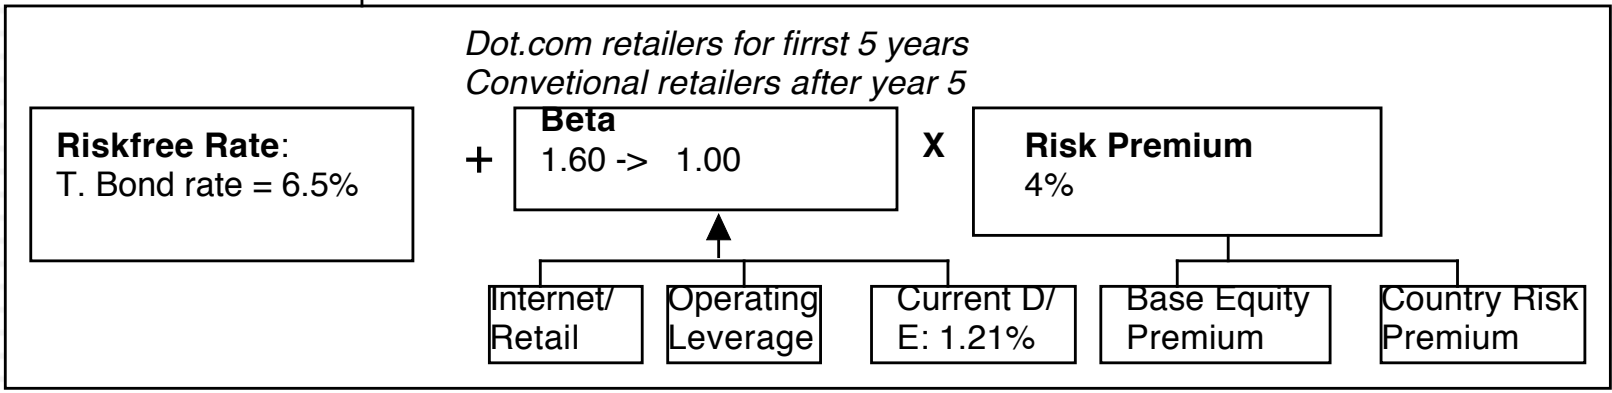 Dot.com retailers for firrst 5 years
Convetional retailers after year 5
Riskfree Rate:
T. Bond rate = 6.5%
+
Beta
1.60 -> 1.00
X
Risk Premium
4%
Internet/
Retail
Operating
Leverage
Current D/
E: 1.21%
Base Equity
Premium
Country Risk
Premium